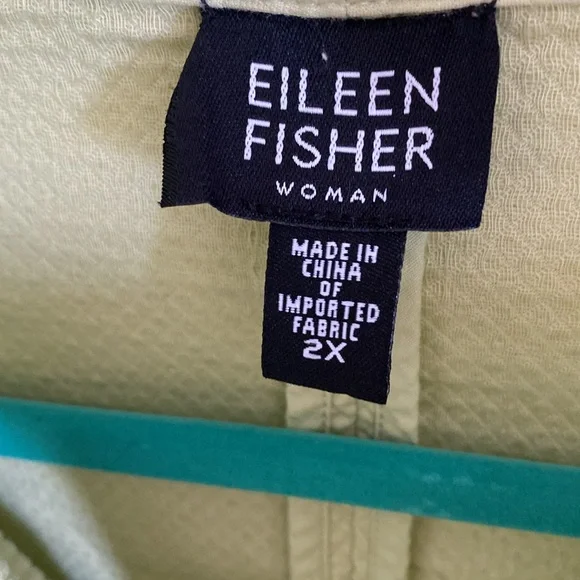 EILEEN
FISHER
WOMAN
MADE IN
CHINA
OF
IMPORTED
FABRIC
2X